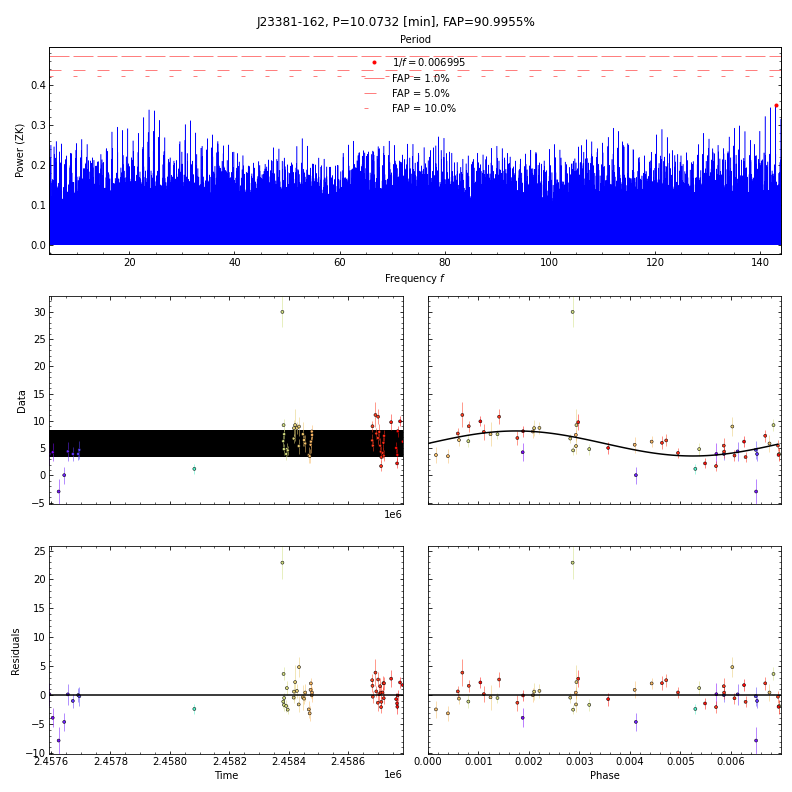 J23381-162, P=10.0732 [min], FAP=90.9955%
Period
Power (ZK)
0.4
0.3
0.2
0.1
0.0
1/f = 0.006995
FAP = 1.0%
FAP = 5.0%
FAP = 10.0%
20 40 60 80 100 120 140
Frequency f
Data
30
25
20
15
10
5
0
−5
1e6
Residuals
25
20
15
10
5
0
−5
−10
2.4576 2.4578 2.4580 2.4582 2.4584 2.4586
Time
1e6
0.000 0.001 0.002 0.003 0.004 0.005 0.006
Phase